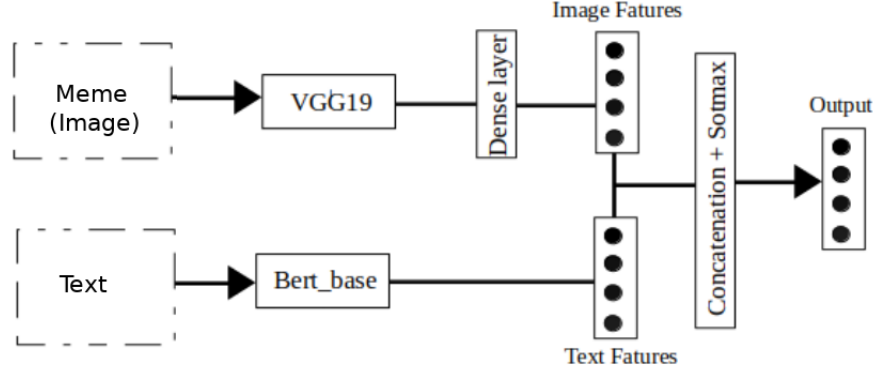 Image Fatures
Meme
(Image)
VGG19
Dense layer
Concatenation + Sotmax
Output
Text
Bert_base
Text Fatures